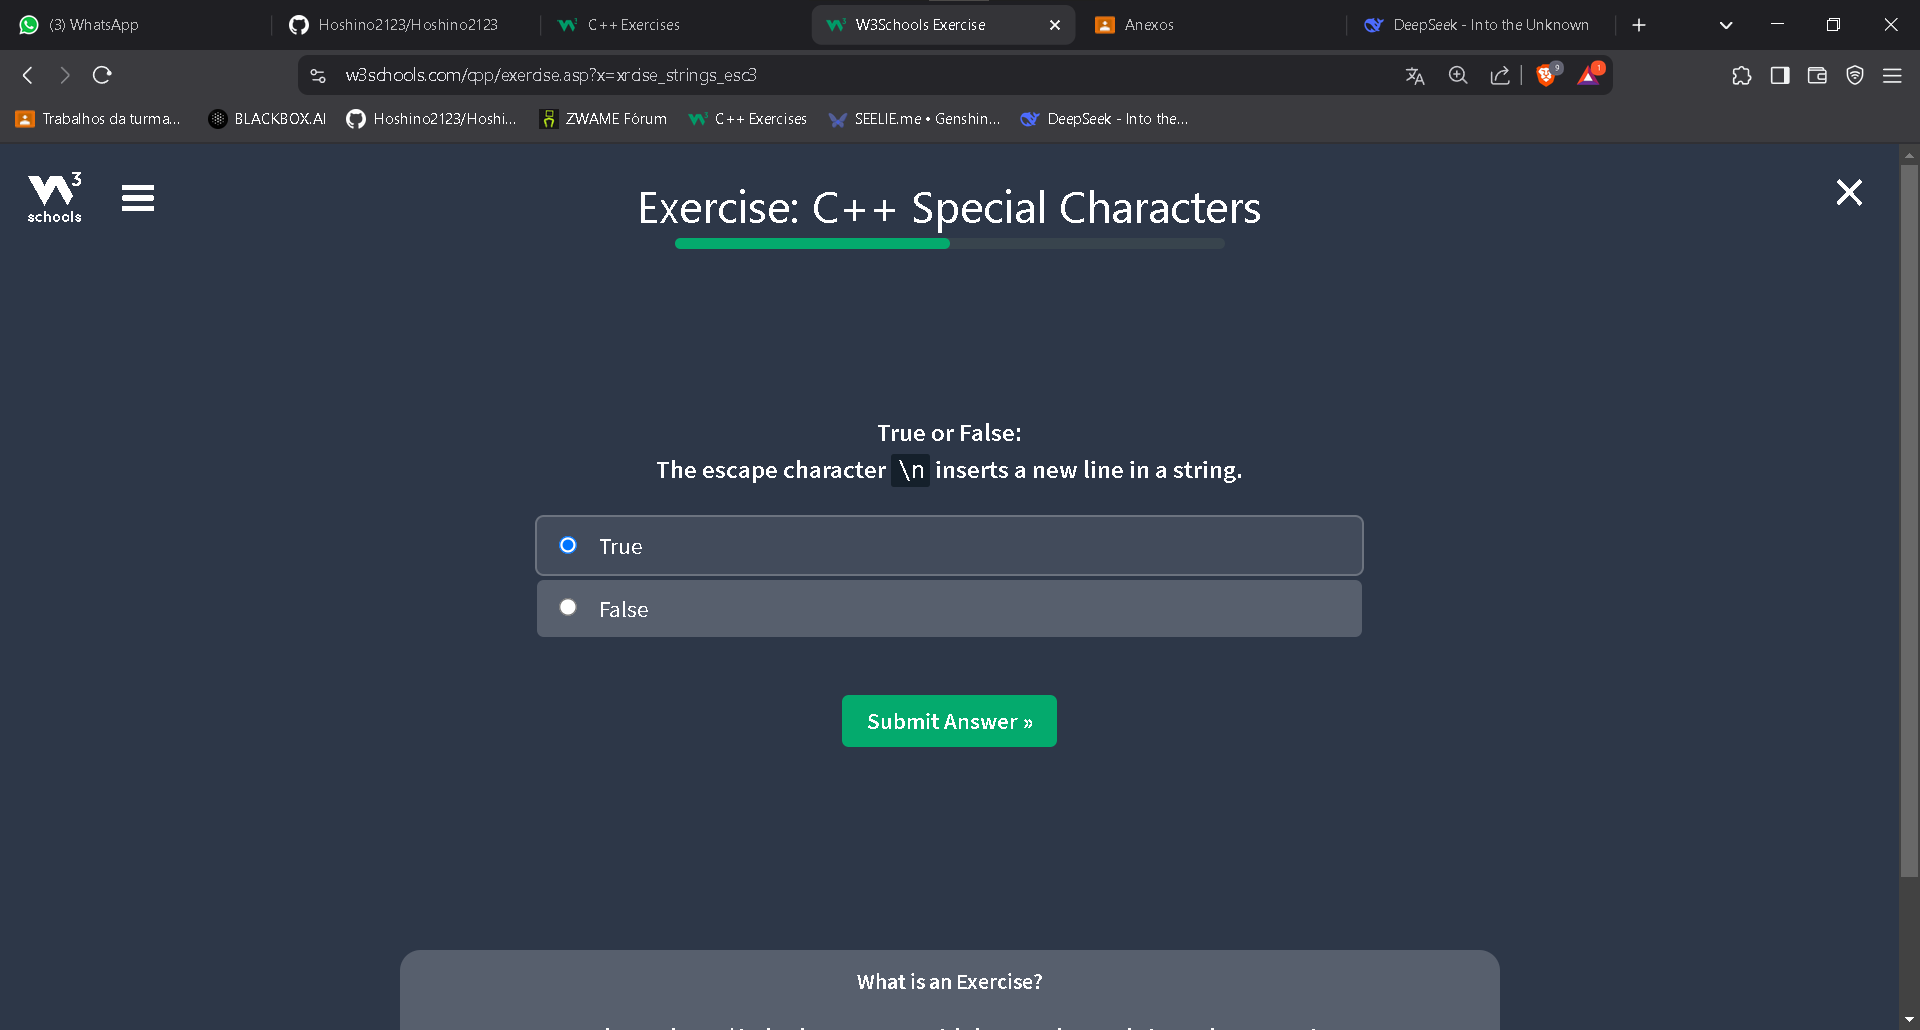 (3) WhatsApp
Hoshino2123/Hoshino2123
C++ Exercises
W3Schools Exercise
Anexos
DeepSeek - Into the Unknown
w3schools.com/cpp/exercise.asp?x=xrcise_strings_esc3
9
1
Trabalhos da turma...
BLACKBOX.AI
Hoshino2123/Hoshi...
ZWAME Fórum
C++ Exercises
SEELIE.me • Genshin...
DeepSeek - Into the...
3
schools
Exercise: C++ Special Characters
True or False:
The escape character \n inserts a new line in a string.
True
False
Submit Answer »
What is an Exercise?